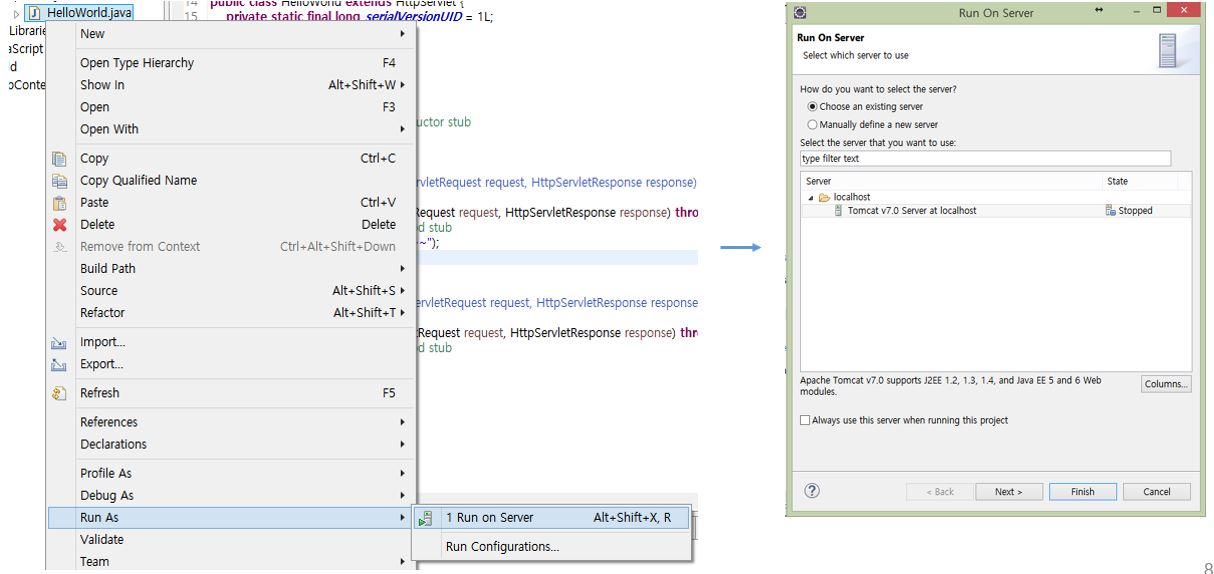 HelloWorld.java
Libraries
aScript
d
oConte
14 public class HelloWorld extends HttpServlet {
15 private static final long serialVersionUID = 1L;
uctor stub
rvletRequest request, HttpServletResponse response)
Request request, HttpServletResponse response) thro
d stub
~");
ervletRequest request, HttpServletResponse response
tRequest request, HttpServletResponse response) thr
d stub
New
Open Type Hierarchy F4
Show In Alt+Shift+W
Open F3
Open With
Copy Ctrl+C
Copy Qualified Name
Paste Ctrl+V
Delete Delete
Remove from Context Ctrl+Alt+Shift+Down
Build Path
Source Alt+Shift+S
Refactor Alt+Shift+T
Import...
Export...
Refresh F5
References
Declarations
Profile As
Debug As
Run As
Validate
Team
1 Run on Server Alt+Shift+X, R
Run Configurations...
Run On Server
Run On Server
Select which server to use
How do you want to select the server?
Choose an existing server
Manually define a new server
Select the server that you want to use:
type filter text
Server State
localhost
Tomcat v7.0 Server at localhost Stopped
Apache Tomcat v7.0 supports J2EE 1.2, 1.3, 1.4, and Java EE 5 and 6 Web
modules.
Columns...
Always use this server when running this project
< Back Next > Finish Cancel
8